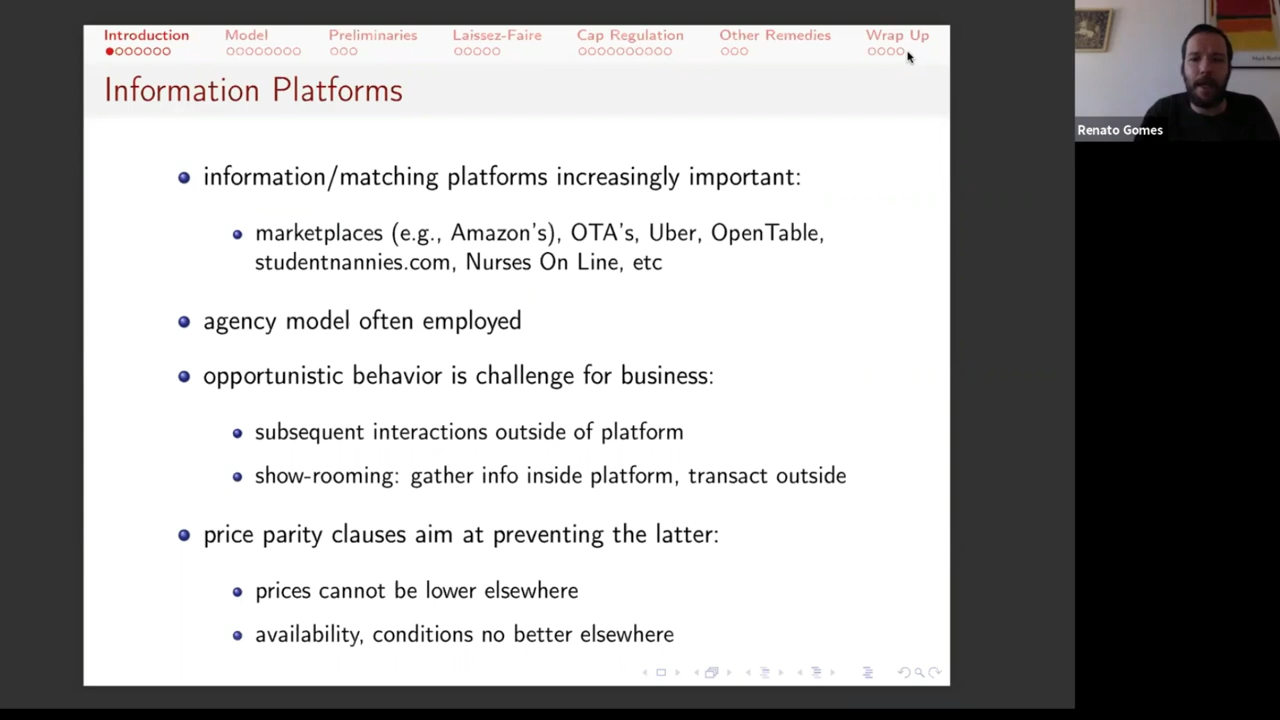 Introduction Model Preliminaries Laissez-Faire Cap Regulation Other Remedies Wrap Up
Information Platforms
information/matching platforms increasingly important:
marketplaces (e.g., Amazon's), OTA's, Uber, OpenTable,
studentnannies.com, Nurses On Line, etc
agency model often employed
opportunistic behavior is challenge for business:
subsequent interactions outside of platform
show-rooming: gather info inside platform, transact outside
price parity clauses aim at preventing the latter:
prices cannot be lower elsewhere
availability, conditions no better elsewhere
Renato Gomes